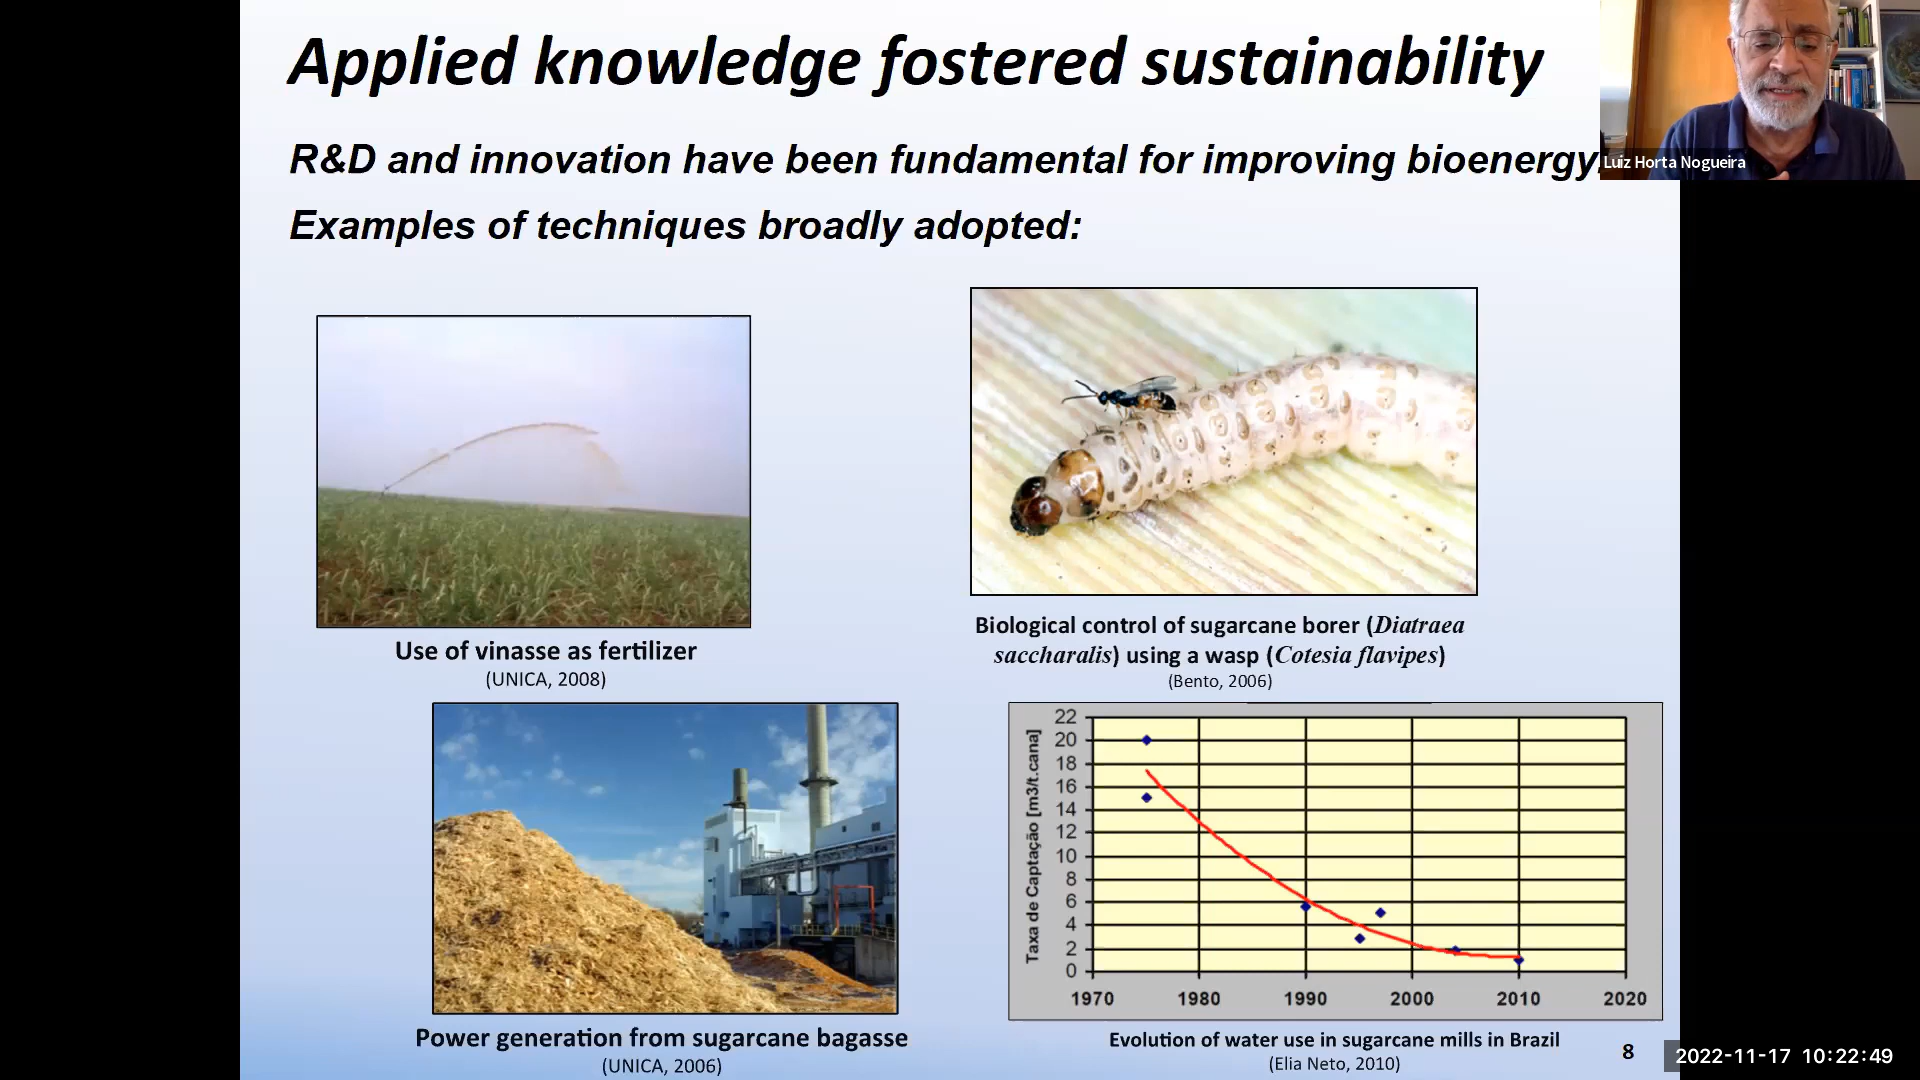 Applied knowledge fostered sustainability
R&D and innovation have been fundamental for improving bioenergy.
Luiz Horta Nogueira
Examples of techniques broadly adopted:
Use of vinasse as fertilizer
(UNICA, 2008)
Biological control of sugarcane borer (Diatraea
saccharalis) using a wasp (Cotesia flavipes)
(Bento, 2006)
Power generation from sugarcane bagasse
(UNICA, 2006)
Taxa de Captação [m3/t.cana]
22
20
18
16
14
12
10
8
6
4
2
0
1970 1980 1990 2000 2010 2020
Evolution of water use in sugarcane mills in Brazil
(Elia Neto, 2010)
8
2022-11-17 10:22:49